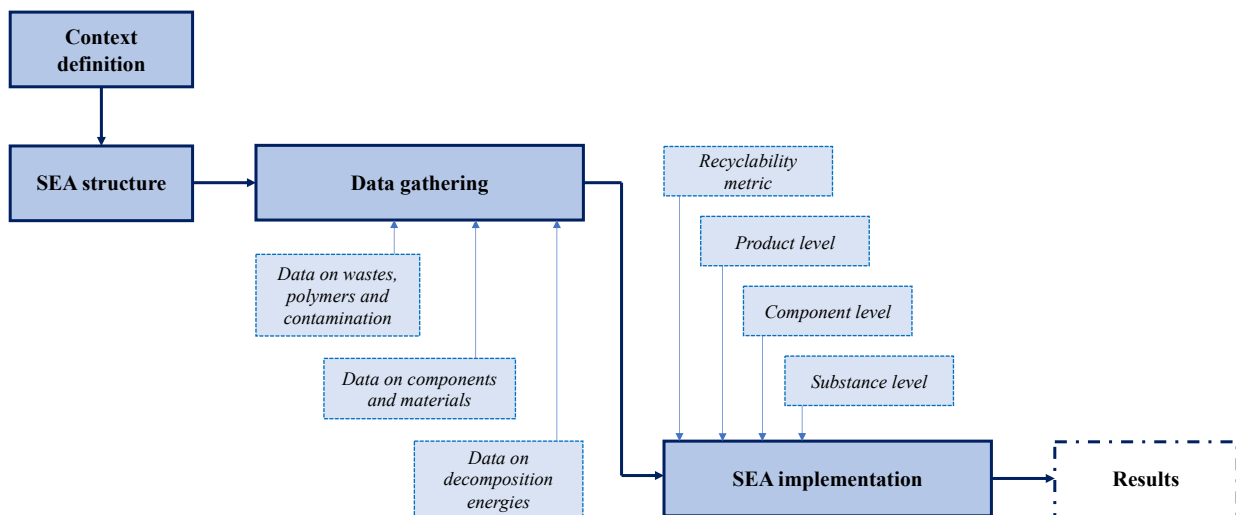 Context
definition
SEA structure
Data gathering
Data on wastes,
polymers and
contamination
Data on components
and materials
Data on
decomposition
energies
Recyclability
metric
Product level
Component level
Substance level
SEA implementation
Results